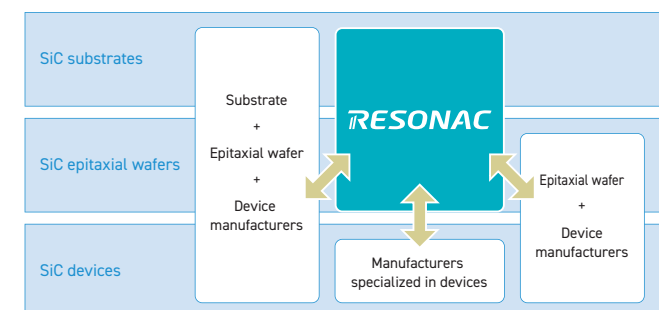 SiC substrates
SiC epitaxial wafers
SiC devices
Substrate
+
Epitaxial wafer
+
Device
manufacturers
RESONAC
Manufacturers
specialized in devices
Epitaxial wafer
+
Device
manufacturers